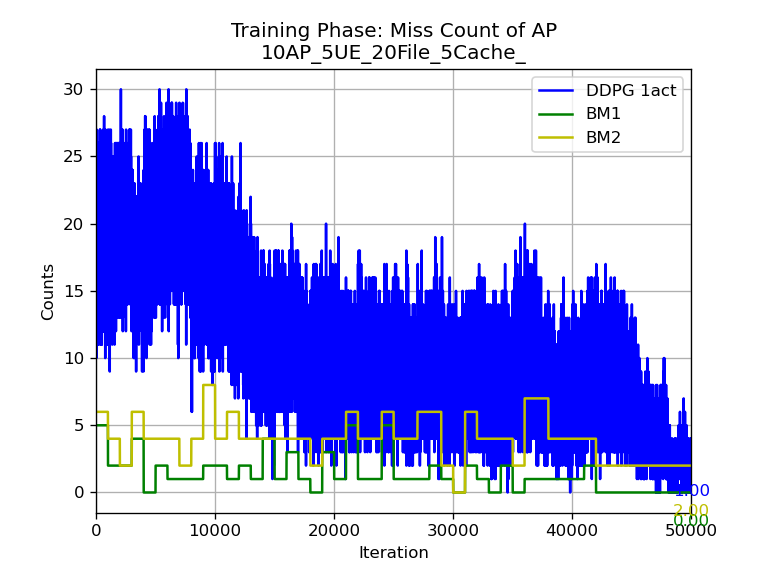 Training Phase: Miss Count of AP
10AP_5UE_20File_5Cache_
DDPG 1act
BM1
BM2
Counts
30
25
20
15
10
5
0
1.00
2.00
0.00
0 10000 20000 30000 40000 50000
Iteration